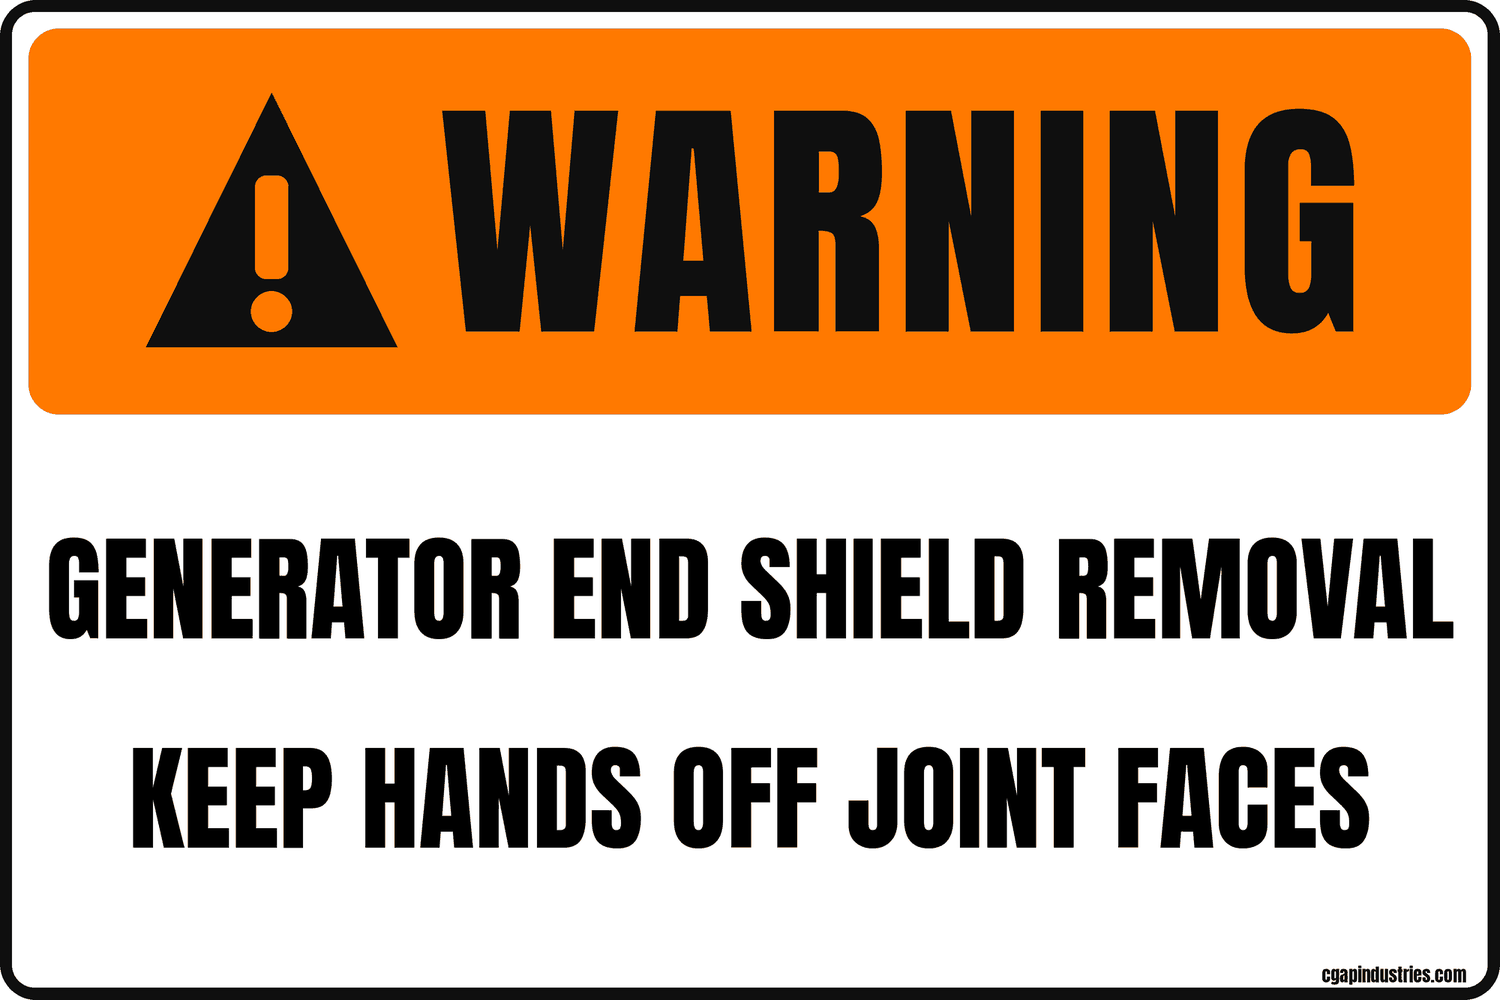 WARNING
GENERATOR END SHIELD REMOVAL
KEEP HANDS OFF JOINT FACES
cgapindustries.com